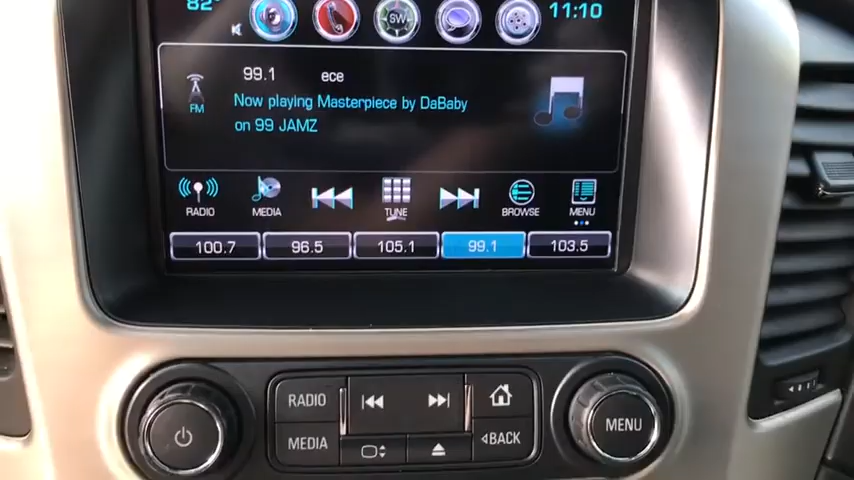 82°
11:10
SW
99.1 ece
FM
Now playing Masterpiece by DaBaby
on 99 JAMZ
RADIO MEDIA TUNE BROWSE MENU
100.7 96.5 105.1 99.1 103.5
RADIO
MEDIA
BACK
MENU